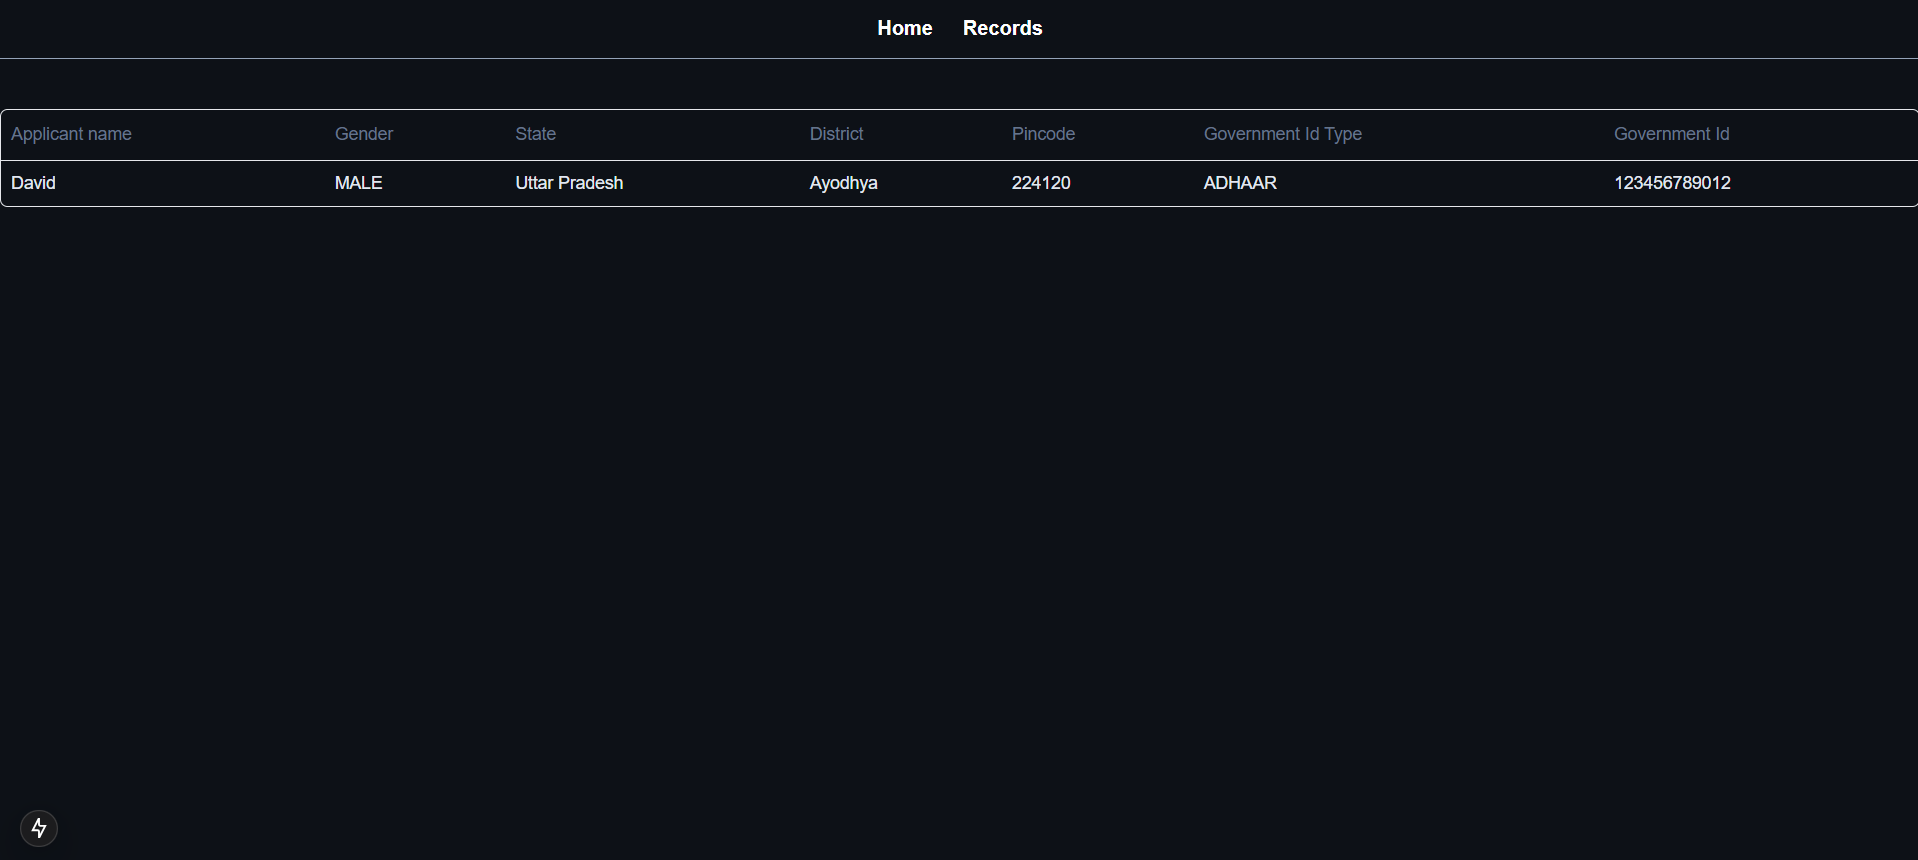 Home Records
Applicant name Gender State District Pincode Government Id Type Government Id
David MALE Uttar Pradesh Ayodhya 224120 ADHAAR 123456789012